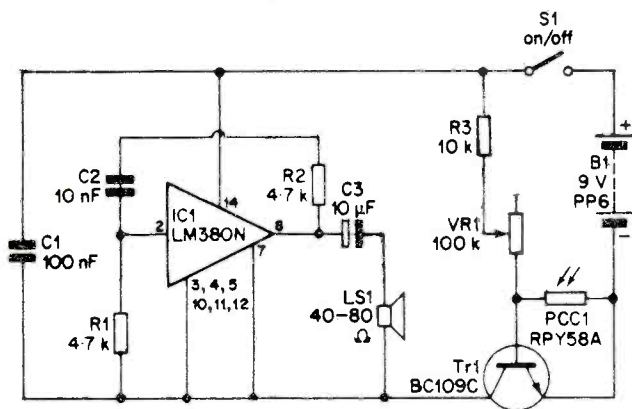 S1
on/off
R3
10 k
C2
10 nF
R2
4·7 k
C3
10 µF
B1
9 V
PP6
+
−
14
2
IC1
LM380N
8
7
3, 4, 5
10, 11, 12
VR1
100 k
C1
100 nF
R1
4·7 k
LS1
40–80
Ω
PCC1
RPY58A
Tr1
BC109C